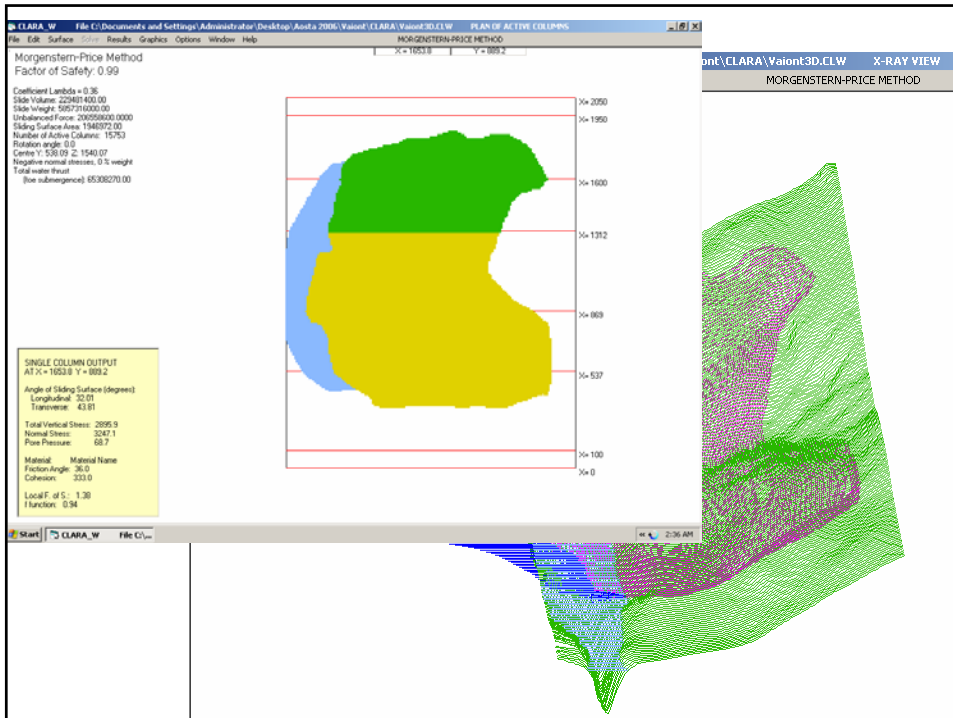 CLARA_W File C:\Documents and Settings\Administrator\Desktop\Aosta 2006\Vaiont\CLARA\Vaiont3D.CLW PLAN OF ACTIVE COLUMNS
File Edit Surface Solve Results Graphics Options Window Help MORGENSTERN-PRICE METHOD
X = 1653.8 Y = 889.2
Morgenstern-Price Method
Factor of Safety: 0.99
Coefficient Lambda = 0.36
Slide Volume: 229481400.00
Slide Weight: 5057316000.00
Unbalanced Force: 206558600.0000
Sliding Surface Area: 1946972.00
Number of Active Columns: 15753
Rotation angle: 0.0
Centre Y: 538.09 Z: 1540.07
Negative normal stresses, 0 % weight
Total water thrust
(toe submergence): 65308270.00
X= 2050
X= 1950
X= 1600
X= 1312
X= 869
X= 537
X= 100
X= 0
SINGLE COLUMN OUTPUT
AT X = 1653.8 Y = 889.2
Angle of Sliding Surface (degrees):
Longitudinal: 32.01
Transverse: 43.81
Total Vertical Stress: 2895.9
Normal Stress: 3247.1
Pore Pressure: 68.7
Material: Material Name
Friction Angle: 36.0
Cohesion: 333.0
Local F. of S.: 1.38
f function: 0.94
Start CLARA_W File C:\... 2:36 AM
ont\CLARA\Vaiont3D.CLW X-RAY VIEW
MORGENSTERN-PRICE METHOD